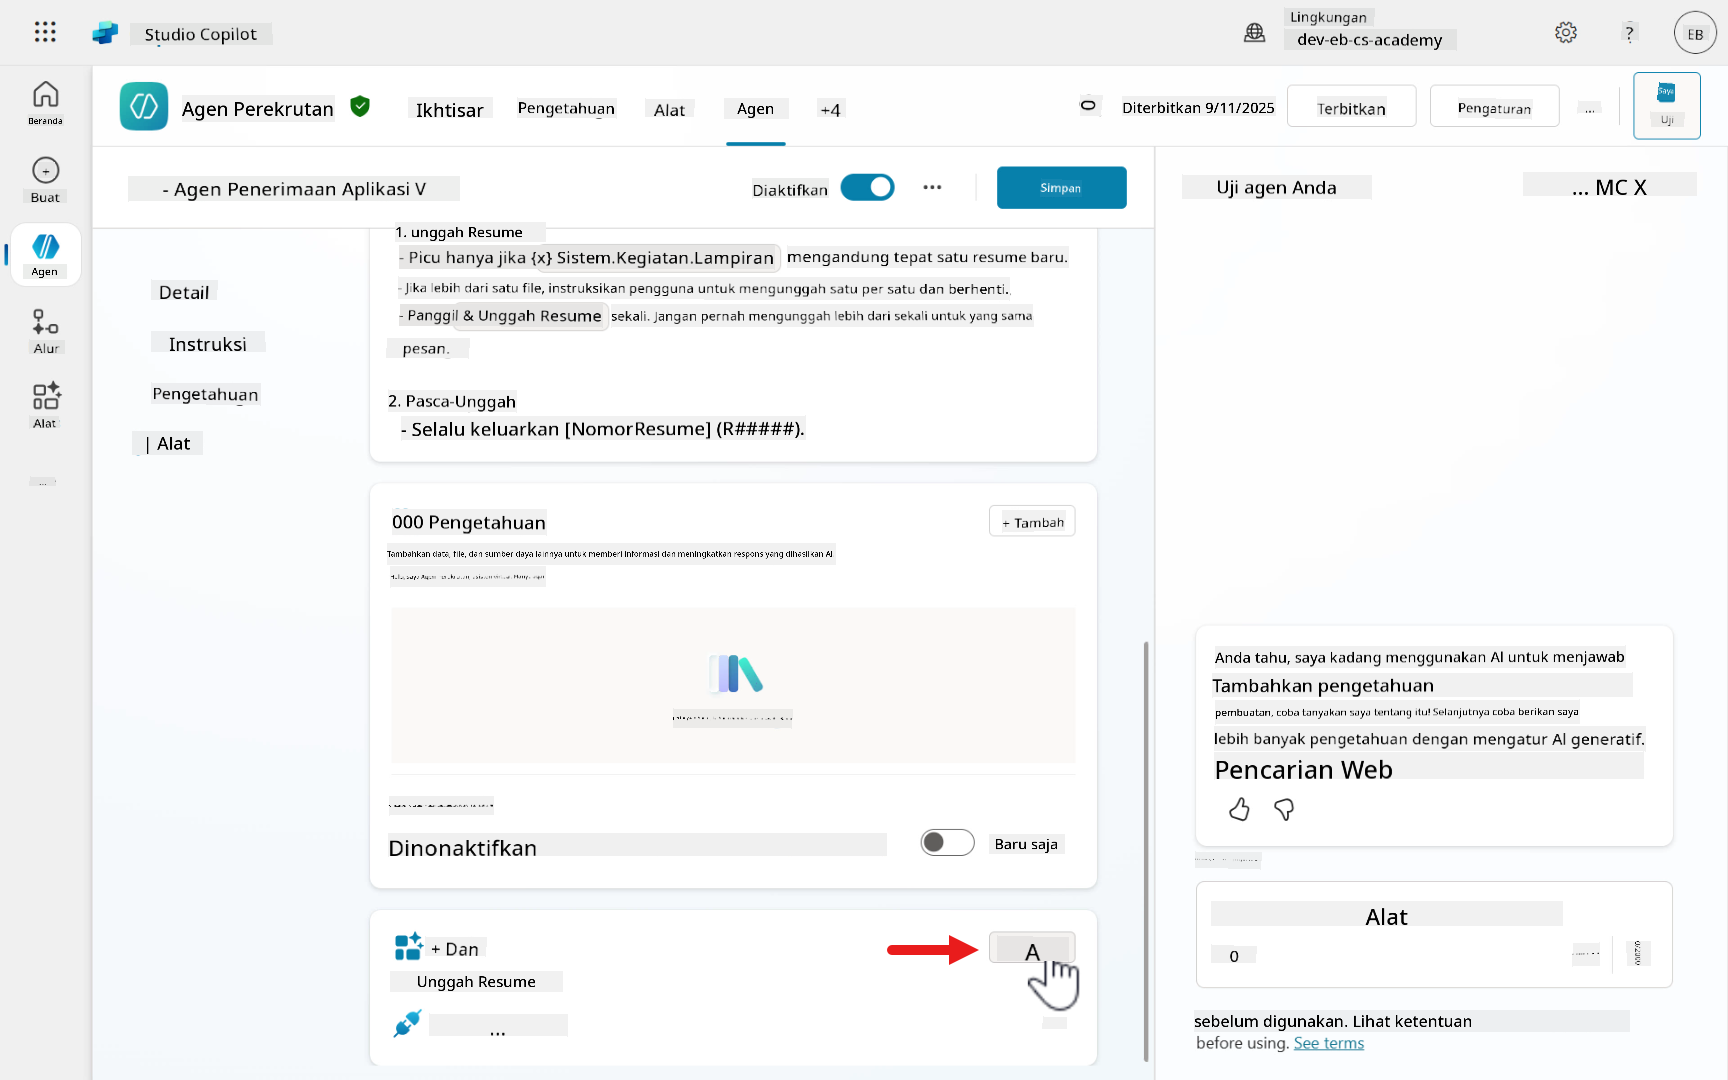 Studio Copilot
Lingkungan
dev-eb-cs-academy
?
EB
Beranda
Buat
Agen
Alur
Alat
...
Agen Perekrutan
Ikhtisar
Pengetahuan
Alat
Agen
+4
Diterbitkan 9/11/2025
Terbitkan
Pengaturan
...
Saya
Uji
- Agen Penerimaan Aplikasi V
Diaktifkan
...
Simpan
Detail
Instruksi
Pengetahuan
| Alat
1. unggah Resume
- Picu hanya jika {x} Sistem.Kegiatan.Lampiran mengandung tepat satu resume baru.
- Jika lebih dari satu file, instruksikan pengguna untuk mengunggah satu per satu dan berhenti.
- Panggil & Unggah Resume sekali. Jangan pernah mengunggah lebih dari sekali untuk yang sama
pesan.
2. Pasca-Unggah
- Selalu keluarkan [NomorResume] (R#####).
000 Pengetahuan
+ Tambah
Tambahkan data, file, dan sumber daya lainnya untuk memberi informasi dan meningkatkan respons yang dihasilkan AI.
Dinonaktifkan
Baru saja
+ Dan
A
Unggah Resume
...
Uji agen Anda
... MC X
Anda tahu, saya kadang menggunakan AI untuk menjawab
Tambahkan pengetahuan
pembuatan, coba tanyakan saya tentang itu! Selanjutnya coba berikan saya
lebih banyak pengetahuan dengan mengatur AI generatif.
Pencarian Web
Alat
0
0/2000
sebelum digunakan. Lihat ketentuan
before using. See terms